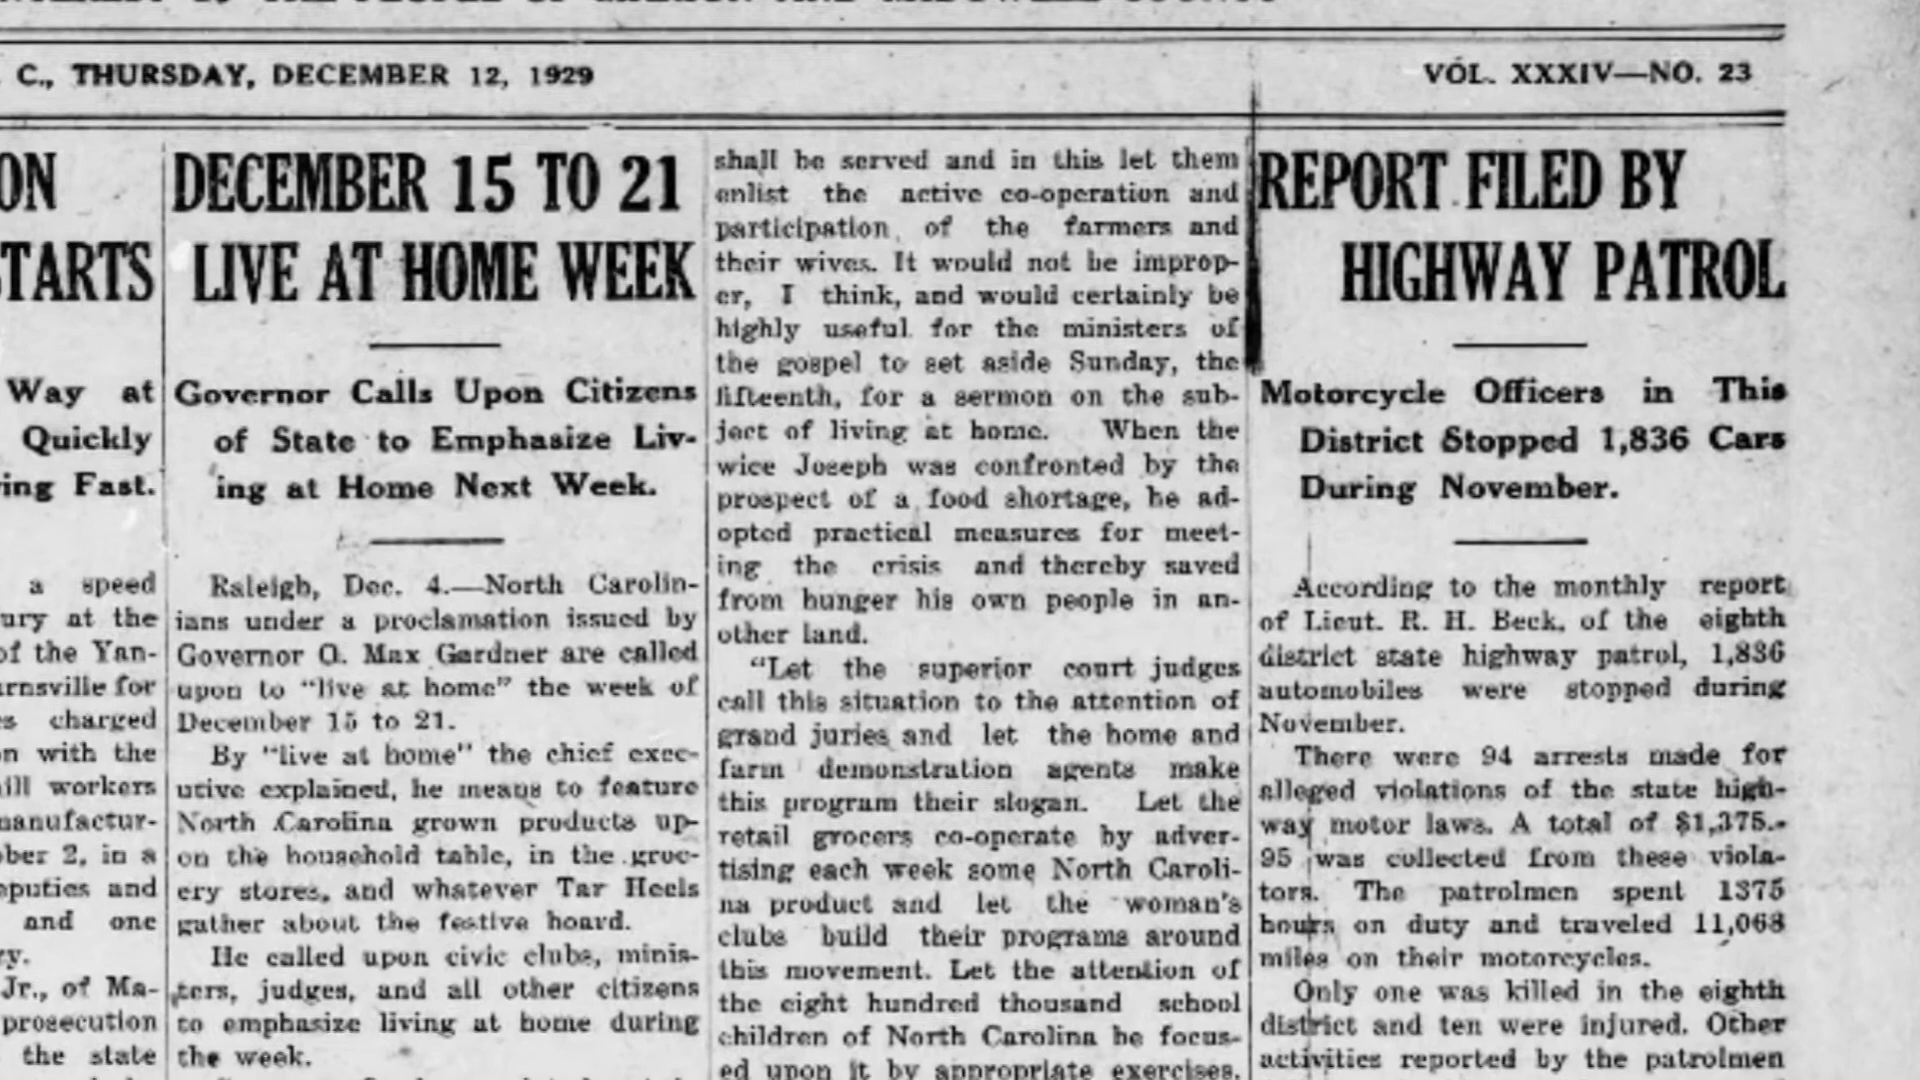 C., THURSDAY, DECEMBER 12, 1929
VOL. XXXIV—NO. 23
ON
STARTS
Way at
Quickly
ing Fast.
a speed
ury at the
of the Yan-
rnsville for
s charged
n with the
ill workers
manufactur-
ber 2, in a
eputies and
and one
ry.
Jr., of Ma-
prosecution
the state
DECEMBER 15 TO 21
LIVE AT HOME WEEK
Governor Calls Upon Citizens
of State to Emphasize Liv-
ing at Home Next Week.
Raleigh, Dec. 4.—North Carolin-
ians under a proclamation issued by
Governor O. Max Gardner are called
upon to "live at home" the week of
December 15 to 21.
By "live at home" the chief exec-
utive explained, he means to feature
North Carolina grown products up-
on the household table, in the groc-
ery stores, and whatever Tar Heels
gather about the festive board.
He called upon civic clubs, minis-
ters, judges, and all other citizens
to emphasize living at home during
the week.
shall be served and in this let them
enlist the active co-operation and
participation of the farmers and
their wives. It would not be improp-
er, I think, and would certainly be
highly useful for the ministers of
the gospel to set aside Sunday, the
fifteenth, for a sermon on the sub-
ject of living at home. When the
wice Joseph was confronted by the
prospect of a food shortage, he ad-
opted practical measures for meet-
ing the crisis and thereby saved
from hunger his own people in an-
other land.
"Let the superior court judges
call this situation to the attention of
grand juries and let the home and
farm demonstration agents make
this program their slogan. Let the
retail grocers co-operate by adver-
tising each week some North Caroli-
na product and let the woman's
clubs build their programs around
this movement. Let the attention of
the eight hundred thousand school
children of North Carolina be focus-
ed upon it by appropriate exercises.
REPORT FILED BY
HIGHWAY PATROL
Motorcycle Officers in This
District Stopped 1,836 Cars
During November.
According to the monthly report
of Lieut. R. H. Beck, of the eighth
district state highway patrol, 1,836
automobiles were stopped during
November.
There were 94 arrests made for
alleged violations of the state high-
way motor laws. A total of $1,375.-
95 was collected from these viola-
tors. The patrolmen spent 1375
hours on duty and traveled 11,068
miles on their motorcycles.
Only one was killed in the eighth
district and ten were injured. Other
activities reported by the patrolmen